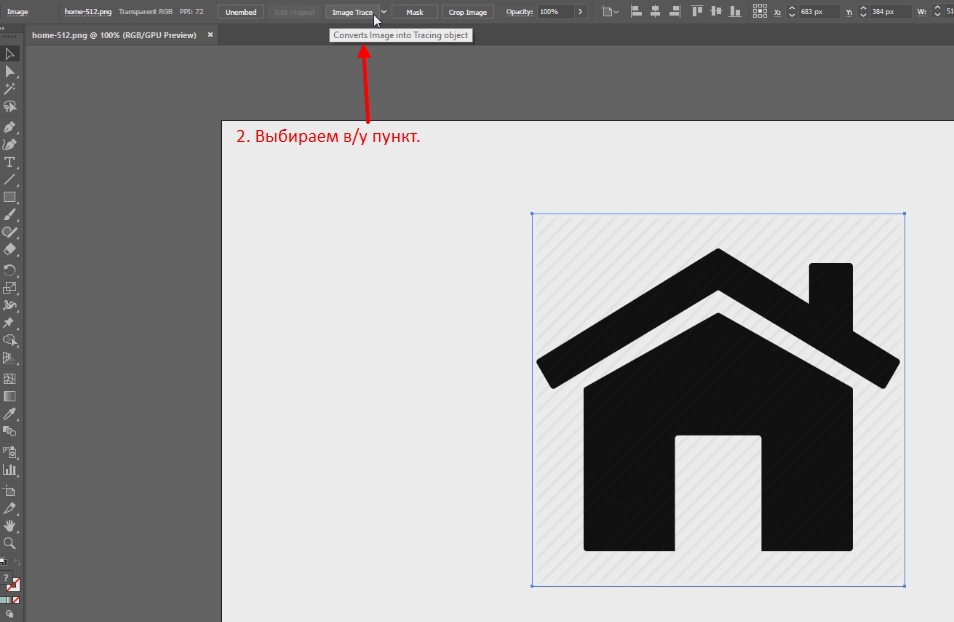 Image home-512.png Transparent RGB PPI: 72 Unembed Edit Original Image Trace Mask Crop Image Opacity: 100% X: 683 px Y: 384 px W:
home-512.png @ 100% (RGB/GPU Preview) ×
Converts Image into Tracing object
2. Выбираем в/у пункт.